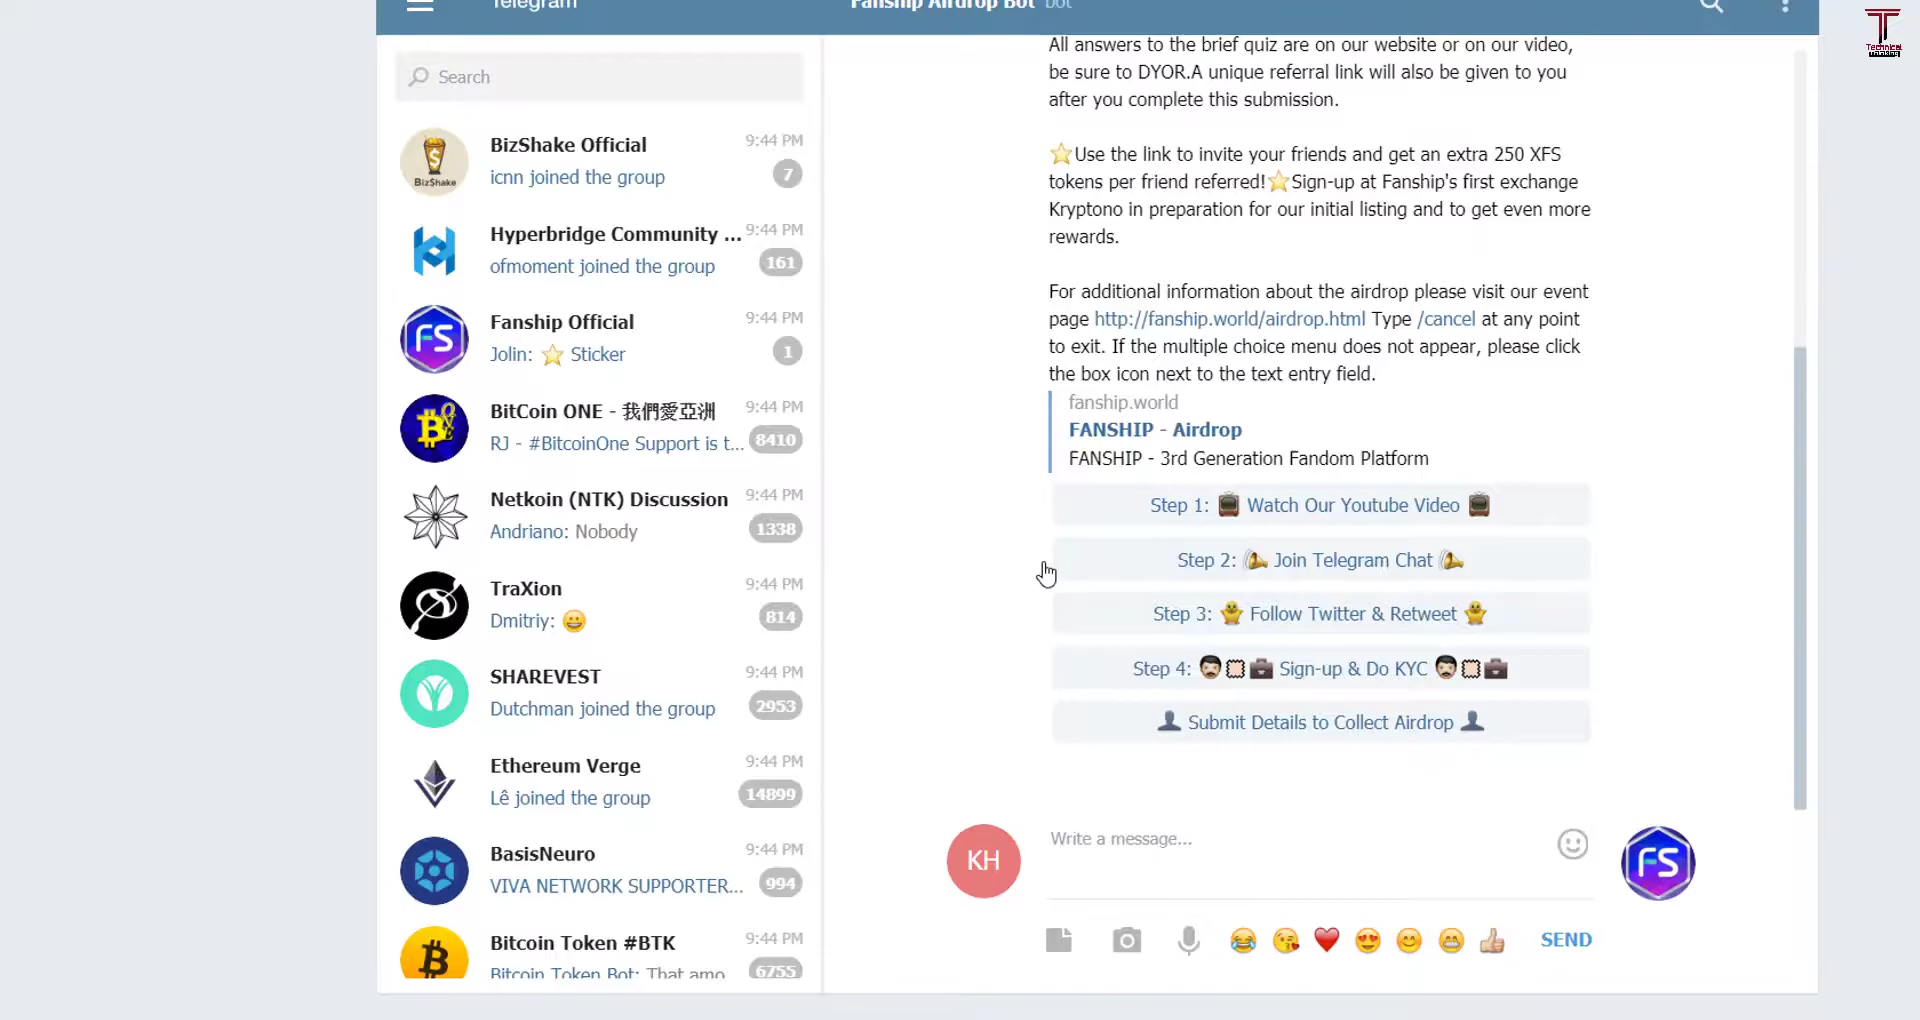 Telegram
Fanship Airdrop Bot bot
Technical
Thinking
Search
BizShake Official 9:44 PM
icnn joined the group 7
BizShake
Hyperbridge Community ... 9:44 PM
ofmoment joined the group 161
Fanship Official 9:44 PM
FS
Jolin: ⭐ Sticker 1
BitCoin ONE - 我們愛亞洲 9:44 PM
RJ - #BitcoinOne Support is t... 8410
Netkoin (NTK) Discussion 9:44 PM
Andriano: Nobody 1338
TraXion 9:44 PM
Dmitriy: 😀 814
SHAREVEST 9:44 PM
Dutchman joined the group 2953
Ethereum Verge 9:44 PM
Lê joined the group 14899
BasisNeuro 9:44 PM
VIVA NETWORK SUPPORTER... 994
Bitcoin Token #BTK 9:44 PM
Bitcoin Token Bot: That amo 6755
All answers to the brief quiz are on our website or on our video,
be sure to DYOR.A unique referral link will also be given to you
after you complete this submission.
⭐Use the link to invite your friends and get an extra 250 XFS
tokens per friend referred!⭐Sign-up at Fanship's first exchange
Kryptono in preparation for our initial listing and to get even more
rewards.
For additional information about the airdrop please visit our event
page http://fanship.world/airdrop.html Type /cancel at any point
to exit. If the multiple choice menu does not appear, please click
the box icon next to the text entry field.
fanship.world
FANSHIP - Airdrop
FANSHIP - 3rd Generation Fandom Platform
Step 1: 📺 Watch Our Youtube Video 📺
Step 2: 📣 Join Telegram Chat 📣
Step 3: 🐥 Follow Twitter & Retweet 🐥
Step 4: 👨🏻💼 Sign-up & Do KYC 👨🏻💼
👤 Submit Details to Collect Airdrop 👤
KH
Write a message...
FS
SEND